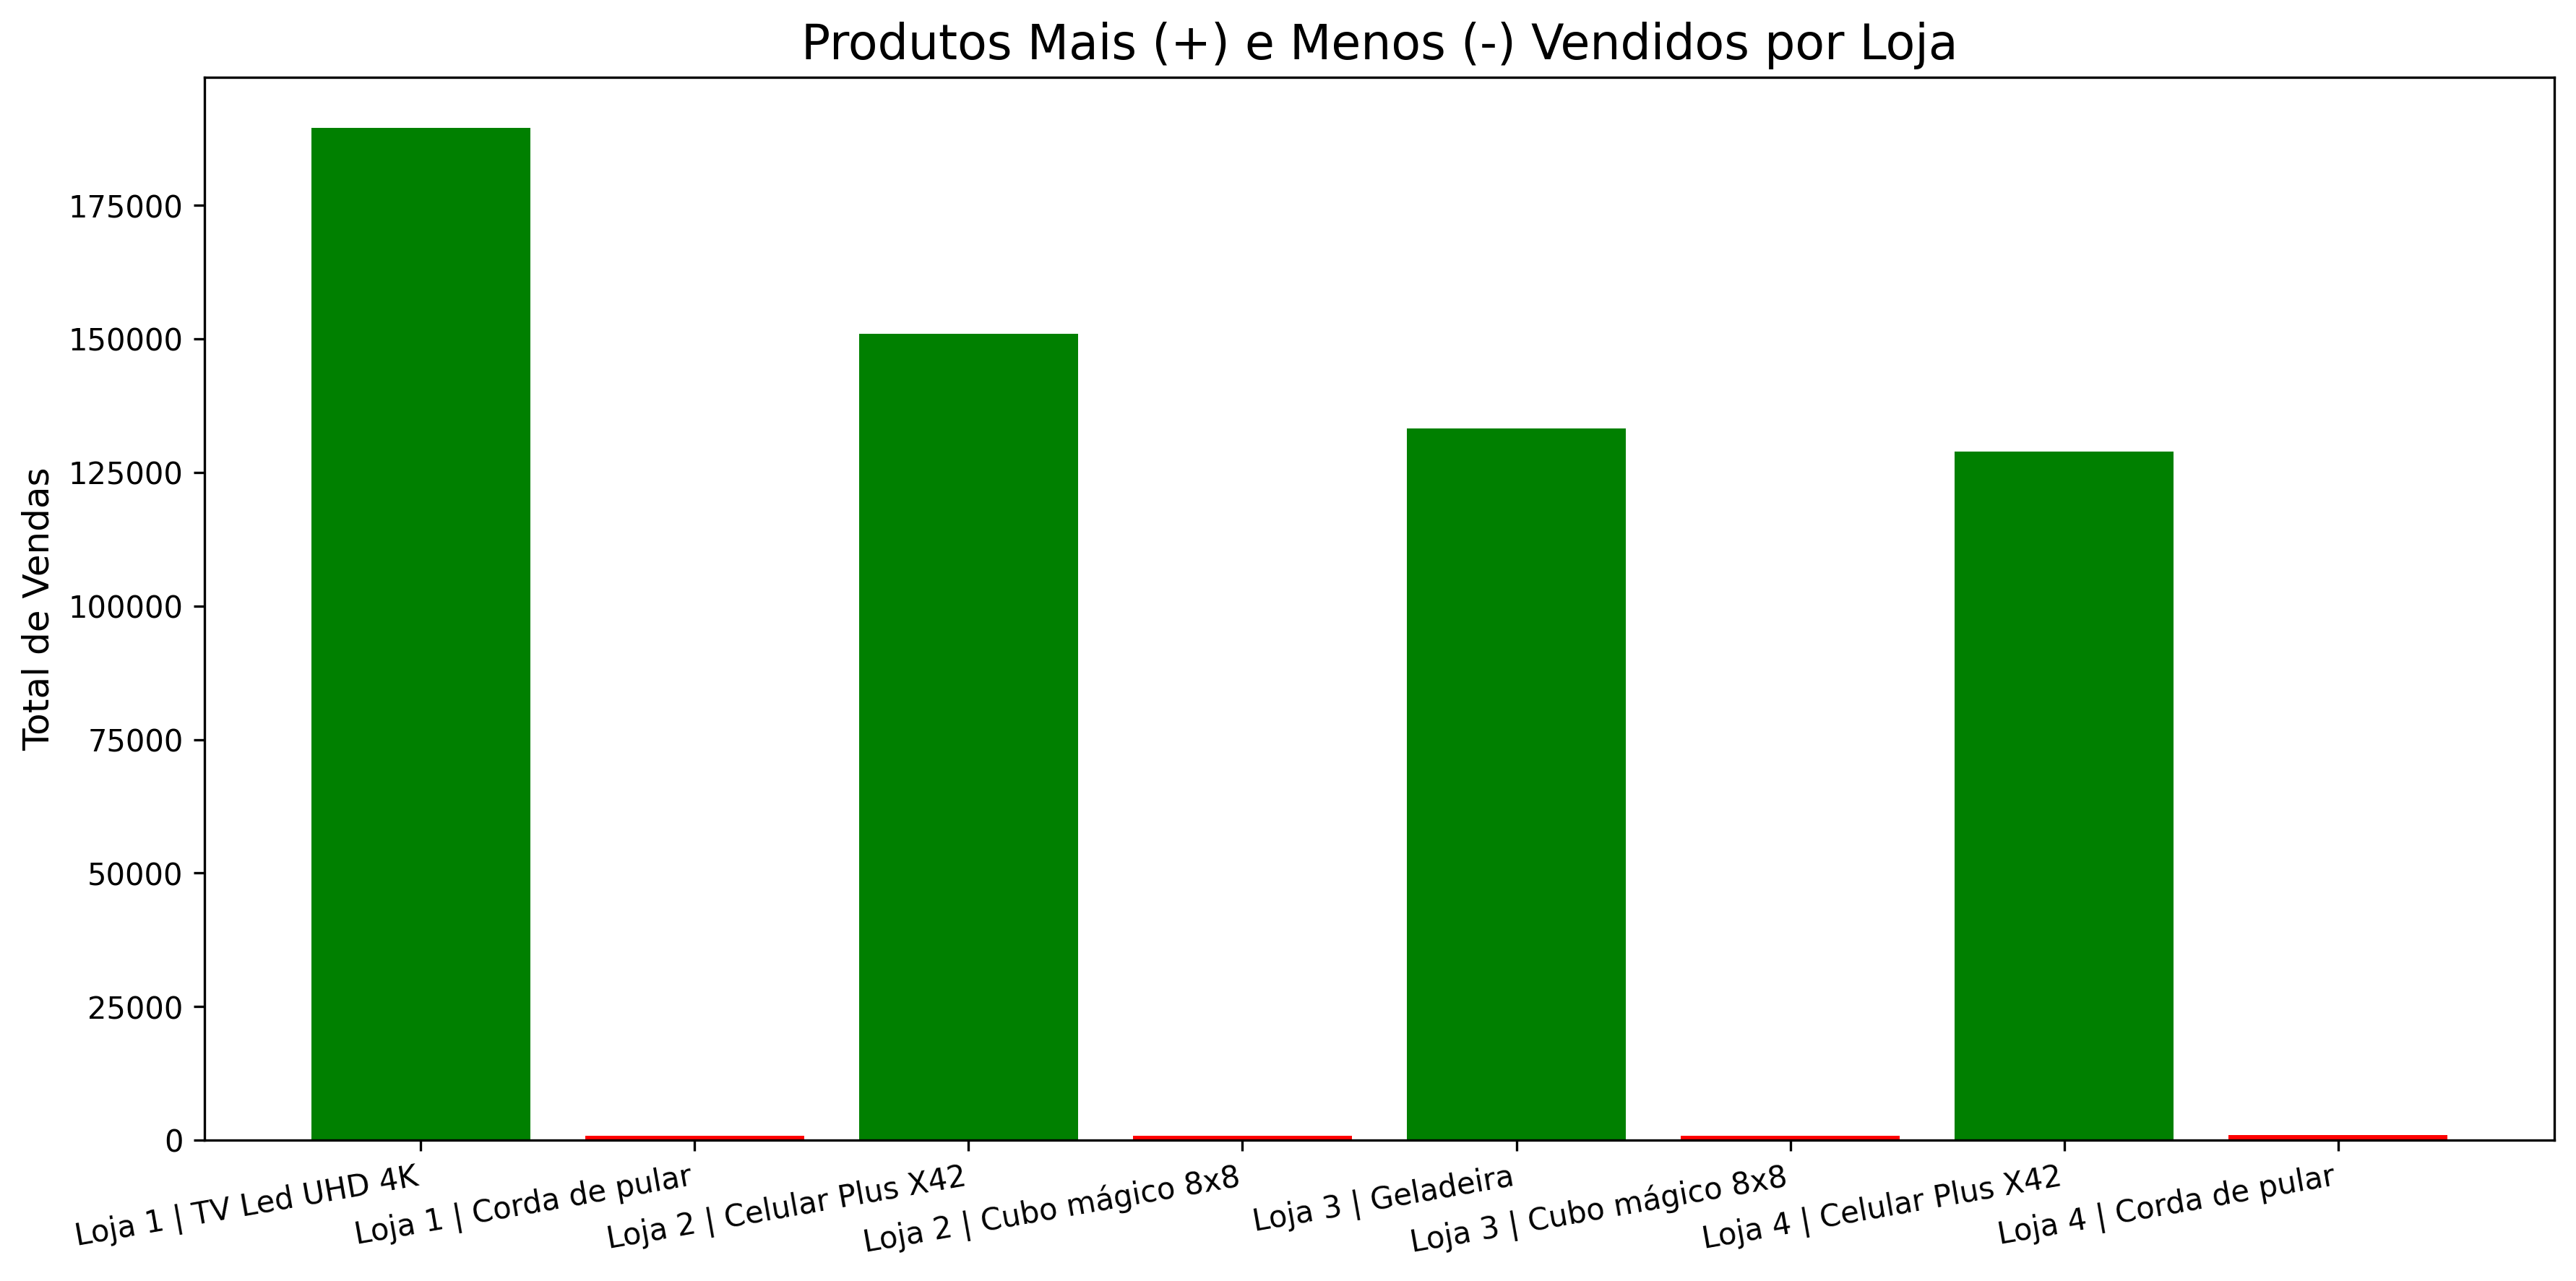 Produtos Mais (+) e Menos (-) Vendidos por Loja
Total de Vendas
175000
150000
125000
100000
75000
50000
25000
0
Loja 1 | TV Led UHD 4K
Loja 1 | Corda de pular
Loja 2 | Celular Plus X42
Loja 2 | Cubo mágico 8x8
Loja 3 | Geladeira
Loja 3 | Cubo mágico 8x8
Loja 4 | Celular Plus X42
Loja 4 | Corda de pular